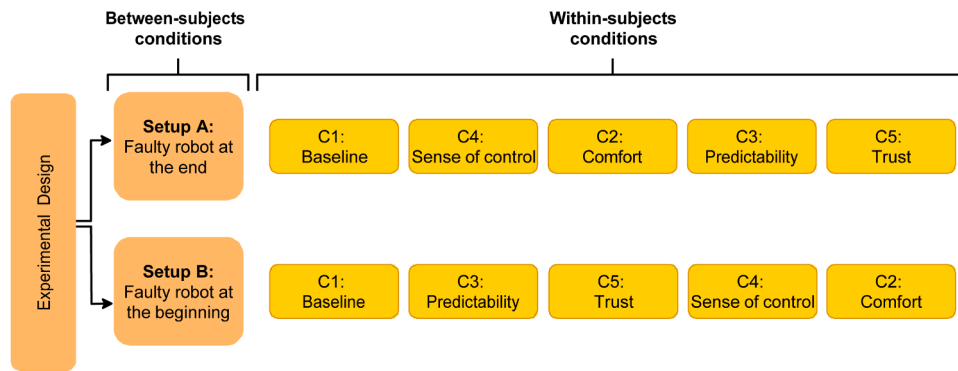 Between-subjects
conditions
Within-subjects
conditions
Experimental Design
Setup A:
Faulty robot at
the end
C1:
Baseline
C4:
Sense of control
C2:
Comfort
C3:
Predictability
C5:
Trust
Setup B:
Faulty robot at
the beginning
C1:
Baseline
C3:
Predictability
C5:
Trust
C4:
Sense of control
C2:
Comfort